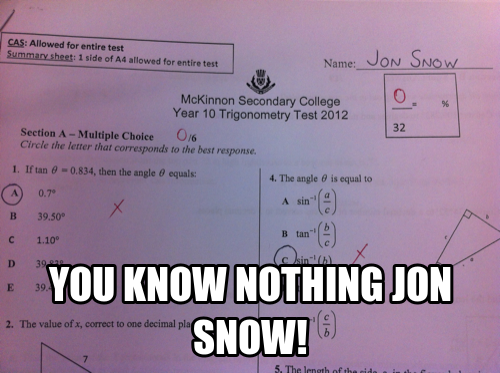 CAS: Allowed for entire test
Summary sheet: 1 side of A4 allowed for entire test
Name: JON SNOW
McKinnon Secondary College
Year 10 Trigonometry Test 2012
0 = %
32
Section A – Multiple Choice 0/6
Circle the letter that corresponds to the best response.
1. If tan θ = 0.834, then the angle θ equals:
A 0.7°
B 39.50°
C 1.10°
D
E 39.
2. The value of x, correct to one decimal
7
4. The angle θ is equal to
A sin⁻¹(a/c)
B tan⁻¹(b/c)
C sin⁻¹(b)
(c/b)
5. The length of the side
YOU KNOW NOTHING JON
SNOW!